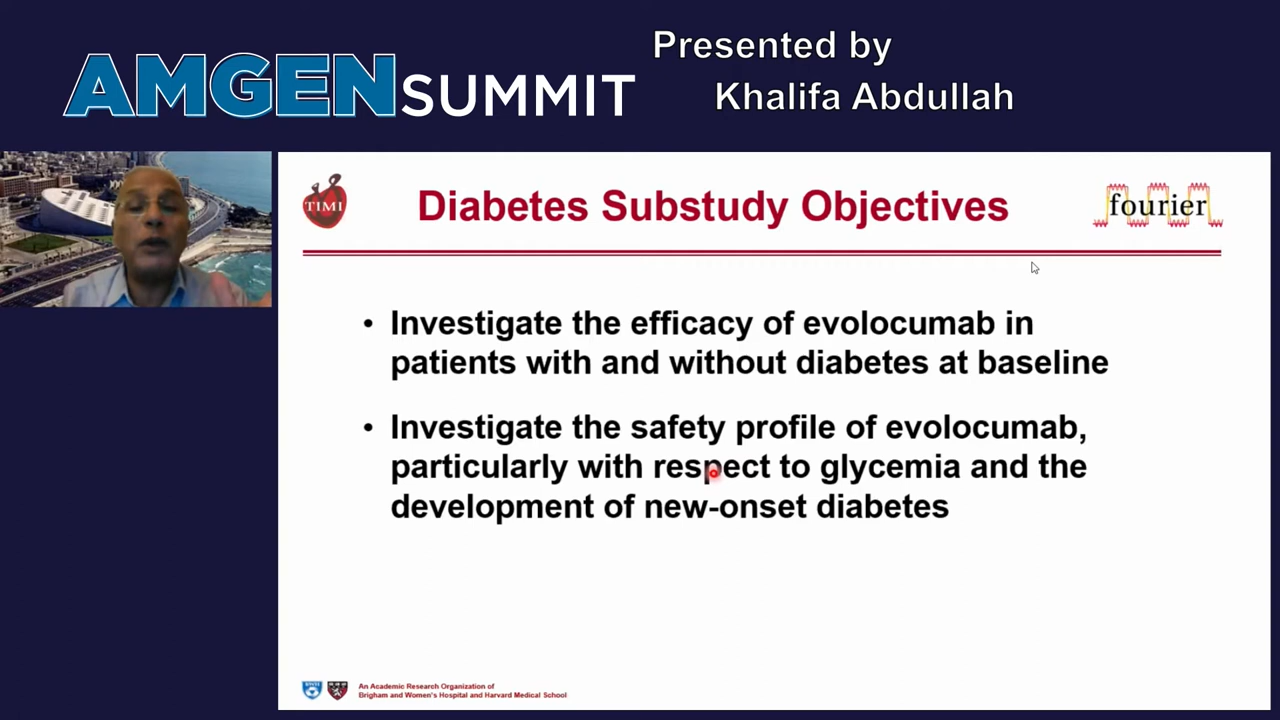 AMGEN SUMMIT
Presented by
Khalifa Abdullah
TIMI
Diabetes Substudy Objectives
fourier
• Investigate the efficacy of evolocumab in
patients with and without diabetes at baseline
• Investigate the safety profile of evolocumab,
particularly with respect to glycemia and the
development of new-onset diabetes
An Academic Research Organization of
Brigham and Women's Hospital and Harvard Medical School